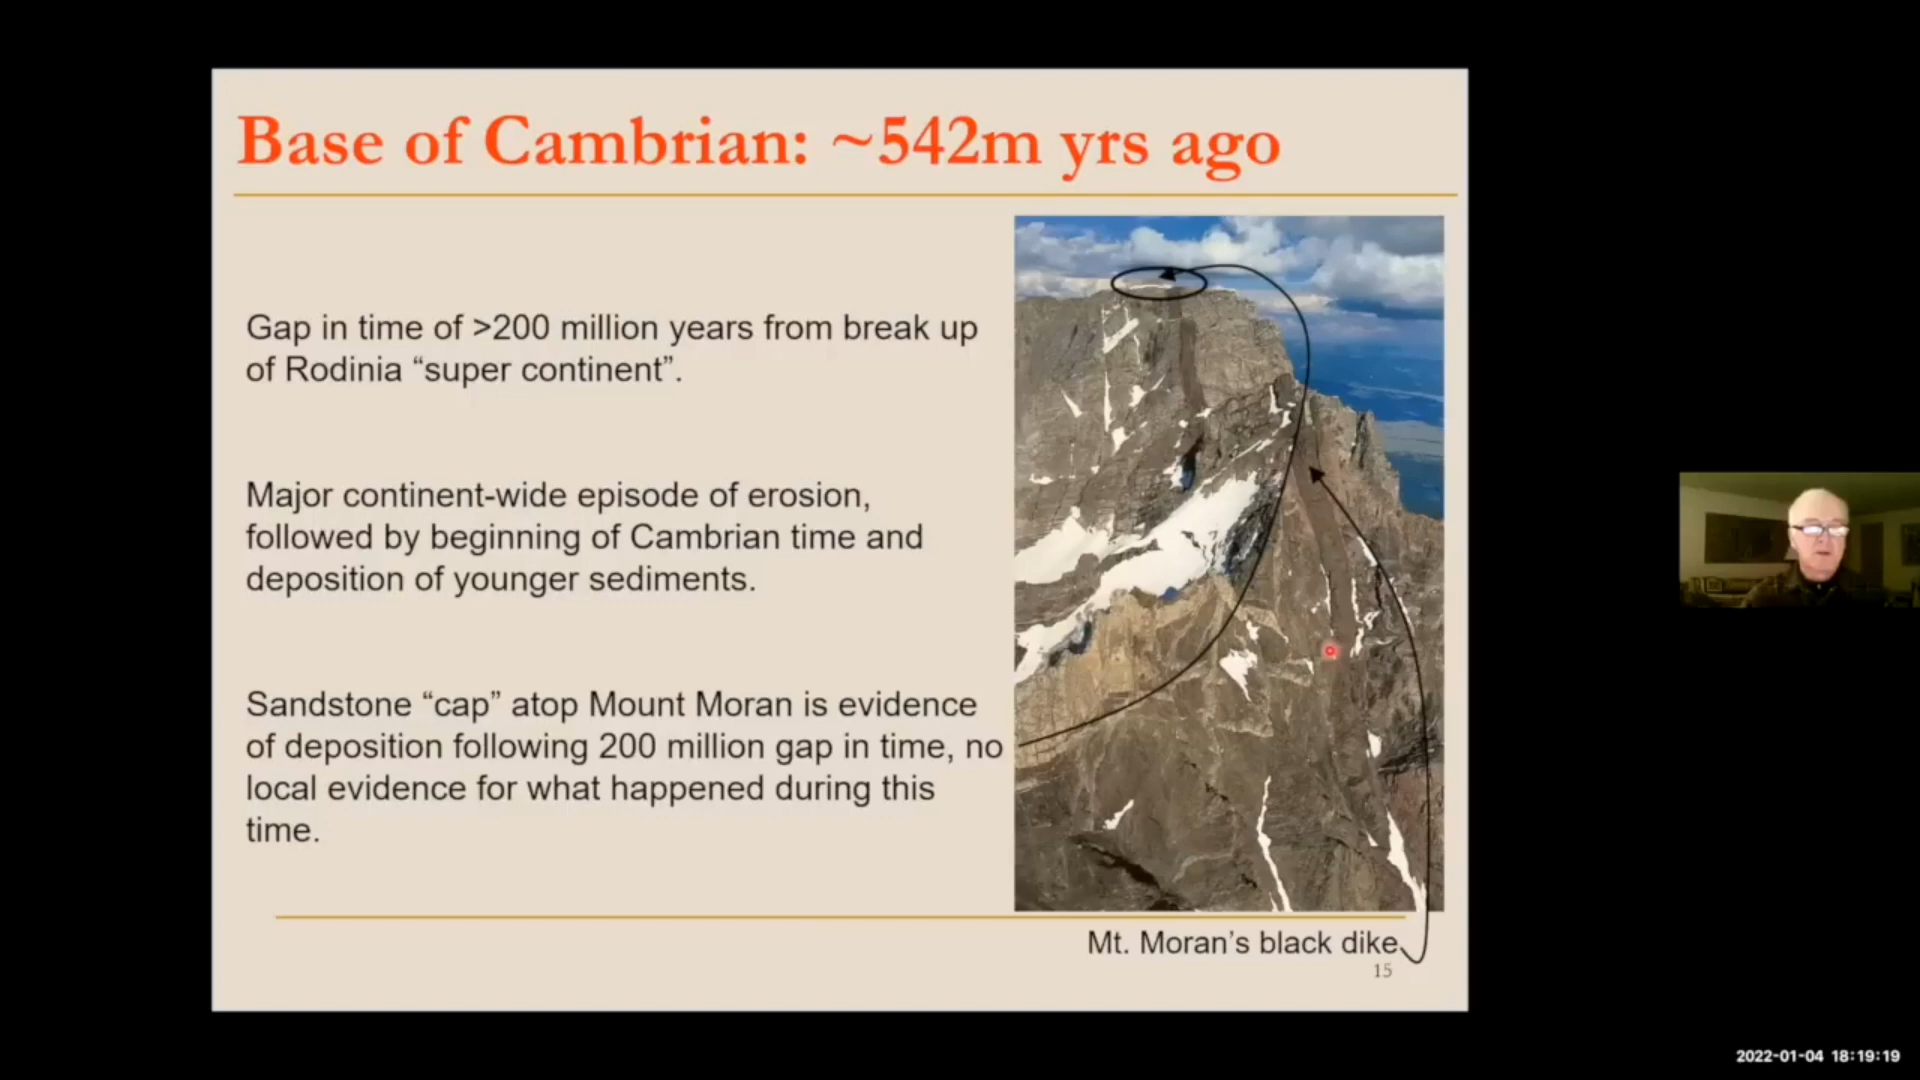 Base of Cambrian: ~542m yrs ago
Gap in time of >200 million years from break up
of Rodinia “super continent”.
Major continent-wide episode of erosion,
followed by beginning of Cambrian time and
deposition of younger sediments.
Sandstone “cap” atop Mount Moran is evidence
of deposition following 200 million gap in time, no
local evidence for what happened during this
time.
Mt. Moran’s black dike
15
2022-01-04 18:19:19